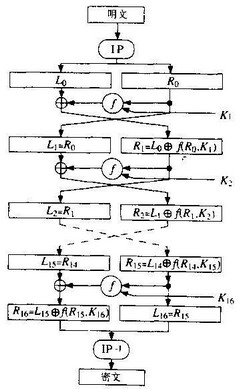 明文
IP
L₀ R₀
⊕ f K₁
L₁=R₀ R₁=L₀⊕f(R₀,K₁)
⊕ f K₂
L₂=R₁ R₂=L₁⊕f(R₁,K₂)
L₁₅=R₁₄ R₁₅=L₁₄⊕f(R₁₄,K₁₅)
⊕ f K₁₆
R₁₆=L₁₅⊕f(R₁₅,K₁₆) L₁₆=R₁₅
IP⁻¹
密文